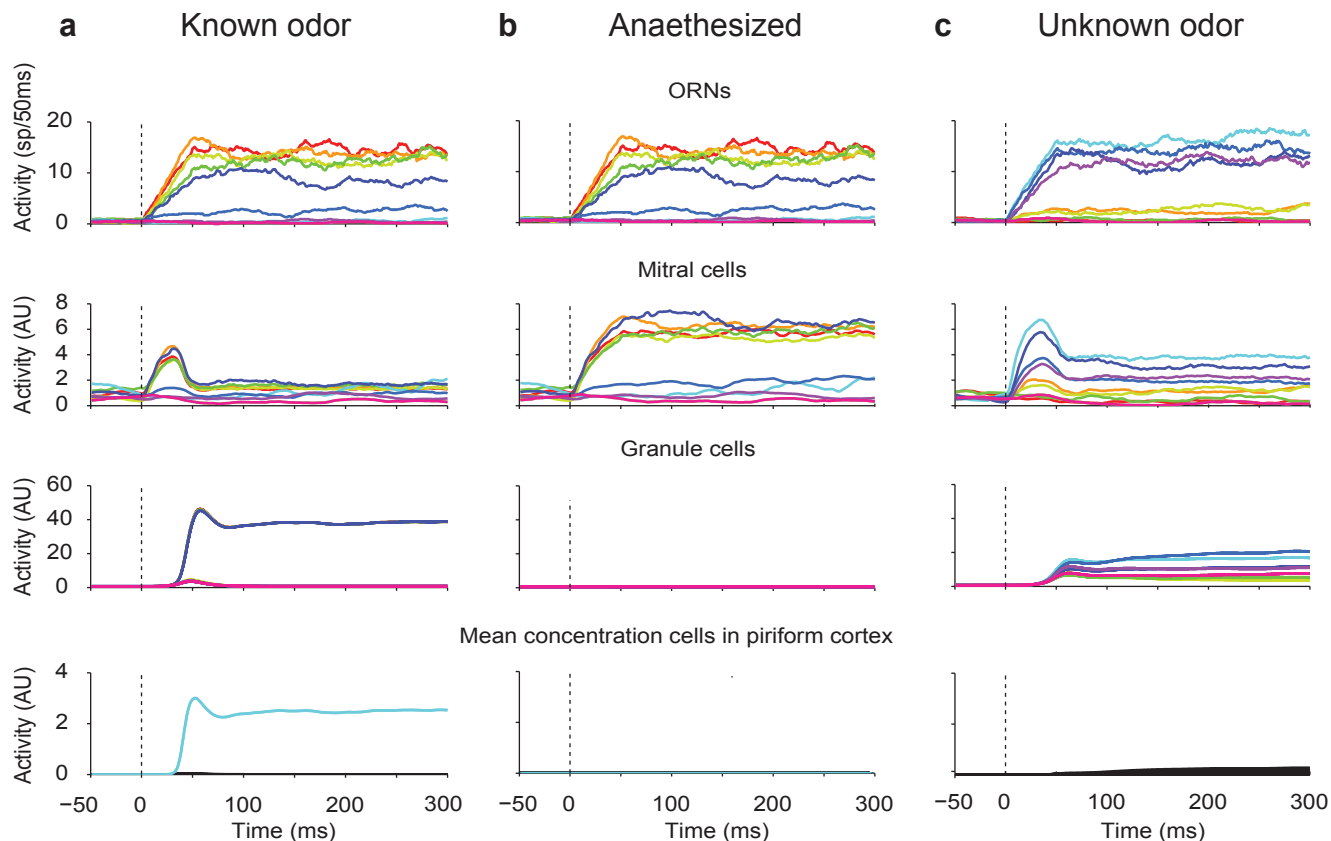 a Known odor
b Anaethesized
c Unknown odor
ORNs
Activity (sp/50ms)
20
10
0
Mitral cells
Activity (AU)
8
6
4
2
0
Granule cells
Activity (AU)
60
40
20
0
Mean concentration cells in piriform cortex
Activity (AU)
4
2
0
−50 0 100 200 300
−50 0 100 200 300
−50 0 100 200 300
Time (ms)
Time (ms)
Time (ms)